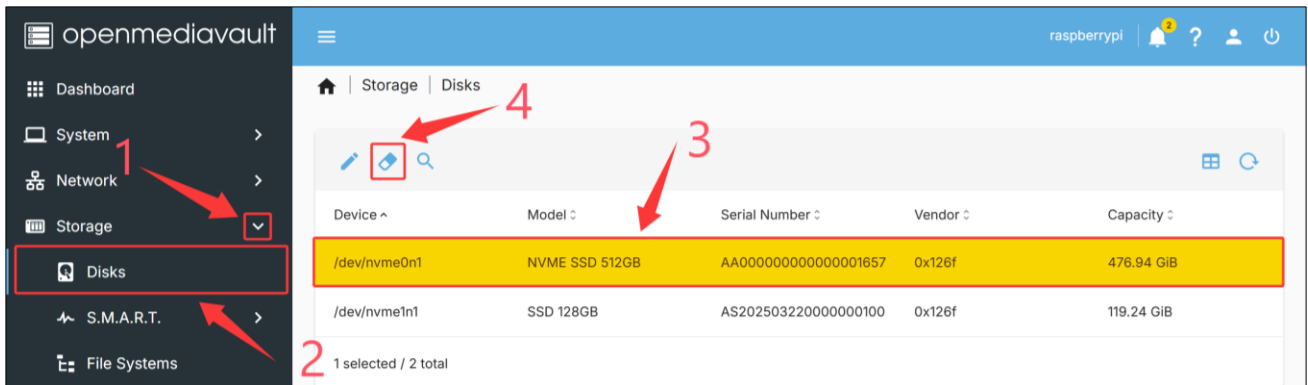 openmediavault
raspberrypi 2 ?
Dashboard
Storage Disks
4
System
1
3
Network
Device Model Serial Number Vendor Capacity
Storage
/dev/nvme0n1 NVME SSD 512GB AA000000000000001657 0x126f 476.94 GiB
Disks
/dev/nvme1n1 SSD 128GB AS202503220000000100 0x126f 119.24 GiB
S.M.A.R.T.
2
File Systems
1 selected / 2 total